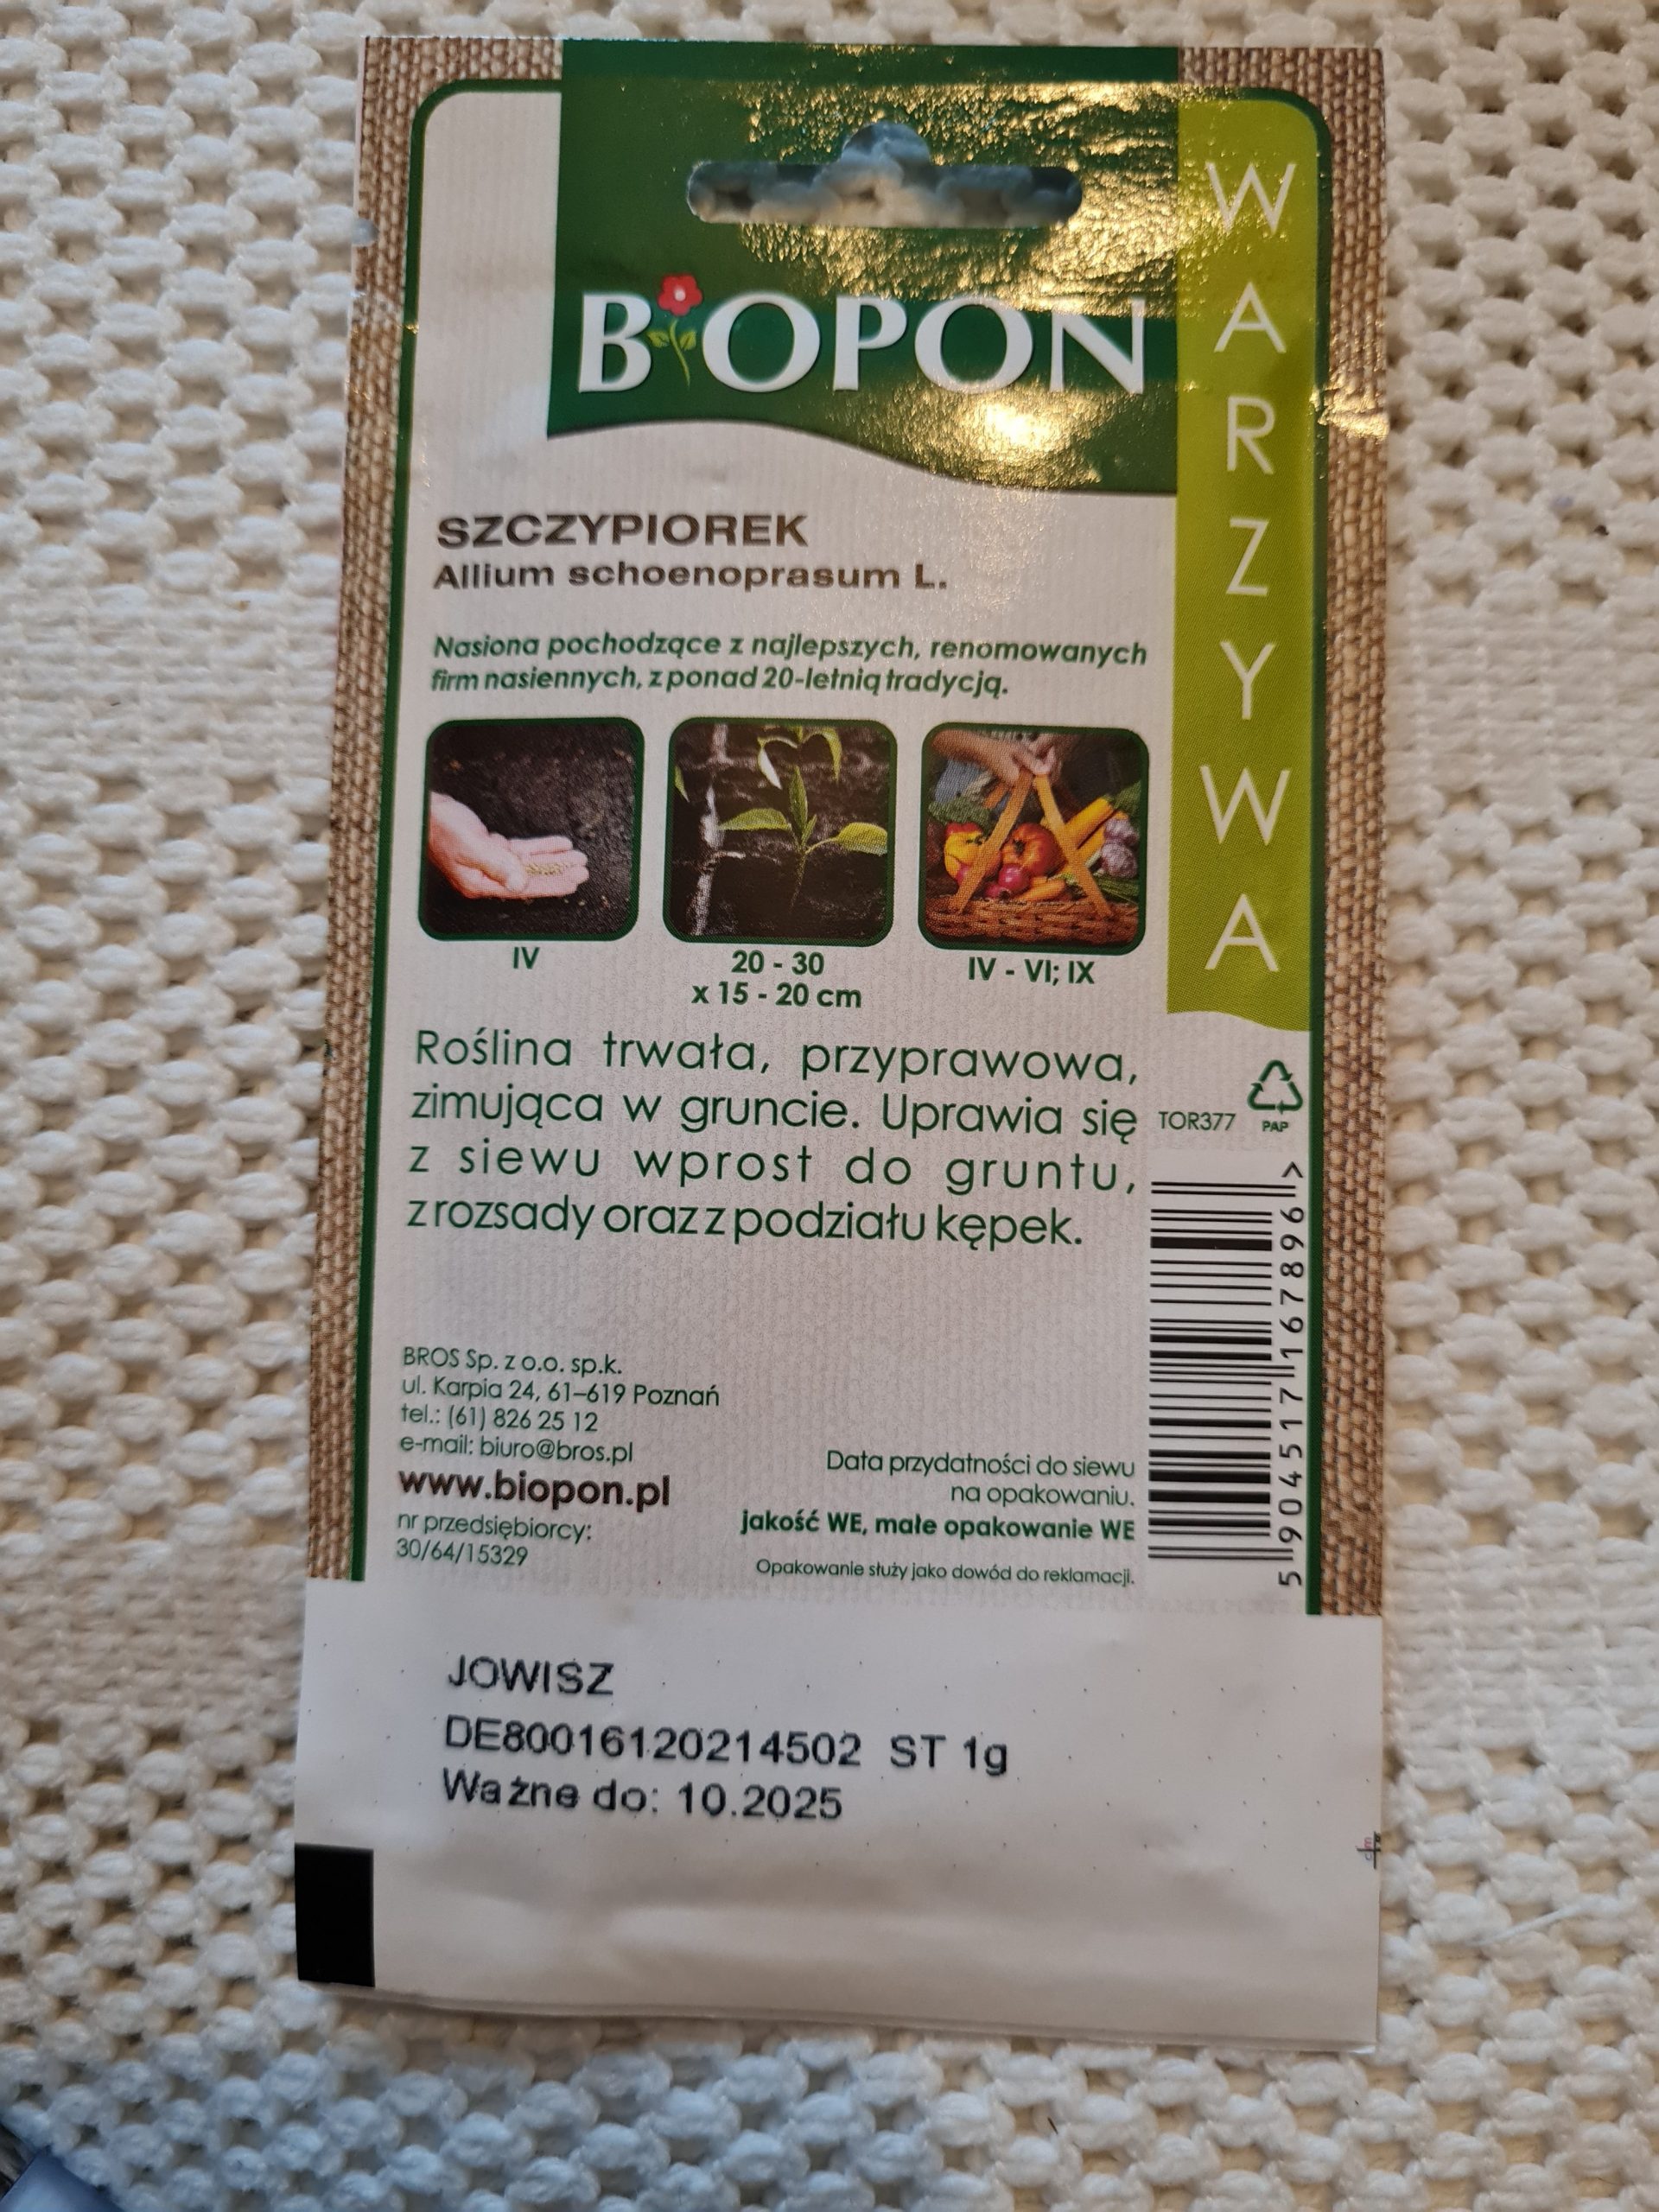 BIOPON
WARZYWA
SZCZYPIOREK
Allium schoenoprasum L.
Nasiona pochodzące z najlepszych, renomowanych
firm nasiennych, z ponad 20-letnią tradycją.
IV
20 - 30
x 15 - 20 cm
IV - VI; IX
Roślina trwała, przyprawowa,
zimująca w gruncie. Uprawia się
z siewu wprost do gruntu,
z rozsady oraz z podziału kępek.
TOR377
PAP
5 904517 167896 >
BROS Sp. z o.o. sp.k.
ul. Karpia 24, 61–619 Poznań
tel.: (61) 826 25 12
e-mail: biuro@bros.pl
www.biopon.pl
nr przedsiębiorcy:
30/64/15329
Data przydatności do siewu
na opakowaniu.
jakość WE, małe opakowanie WE
Opakowanie służy jako dowód do reklamacji.
JOWISZ
DE80016120214502 ST 1g
Ważne do: 10.2025